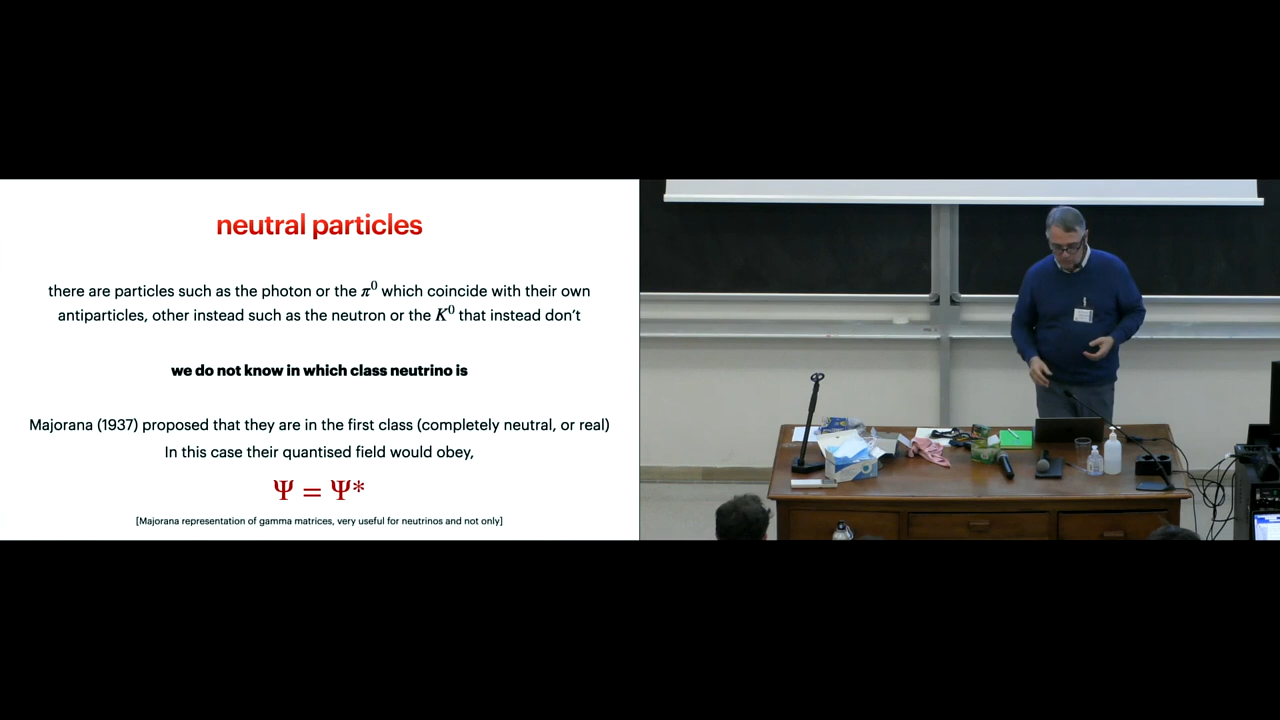 neutral particles
there are particles such as the photon or the π⁰ which coincide with their own
antiparticles, other instead such as the neutron or the K⁰ that instead don't
we do not know in which class neutrino is
Majorana (1937) proposed that they are in the first class (completely neutral, or real)
In this case their quantised field would obey,
Ψ = Ψ*
[Majorana representation of gamma matrices, very useful for neutrinos and not only]